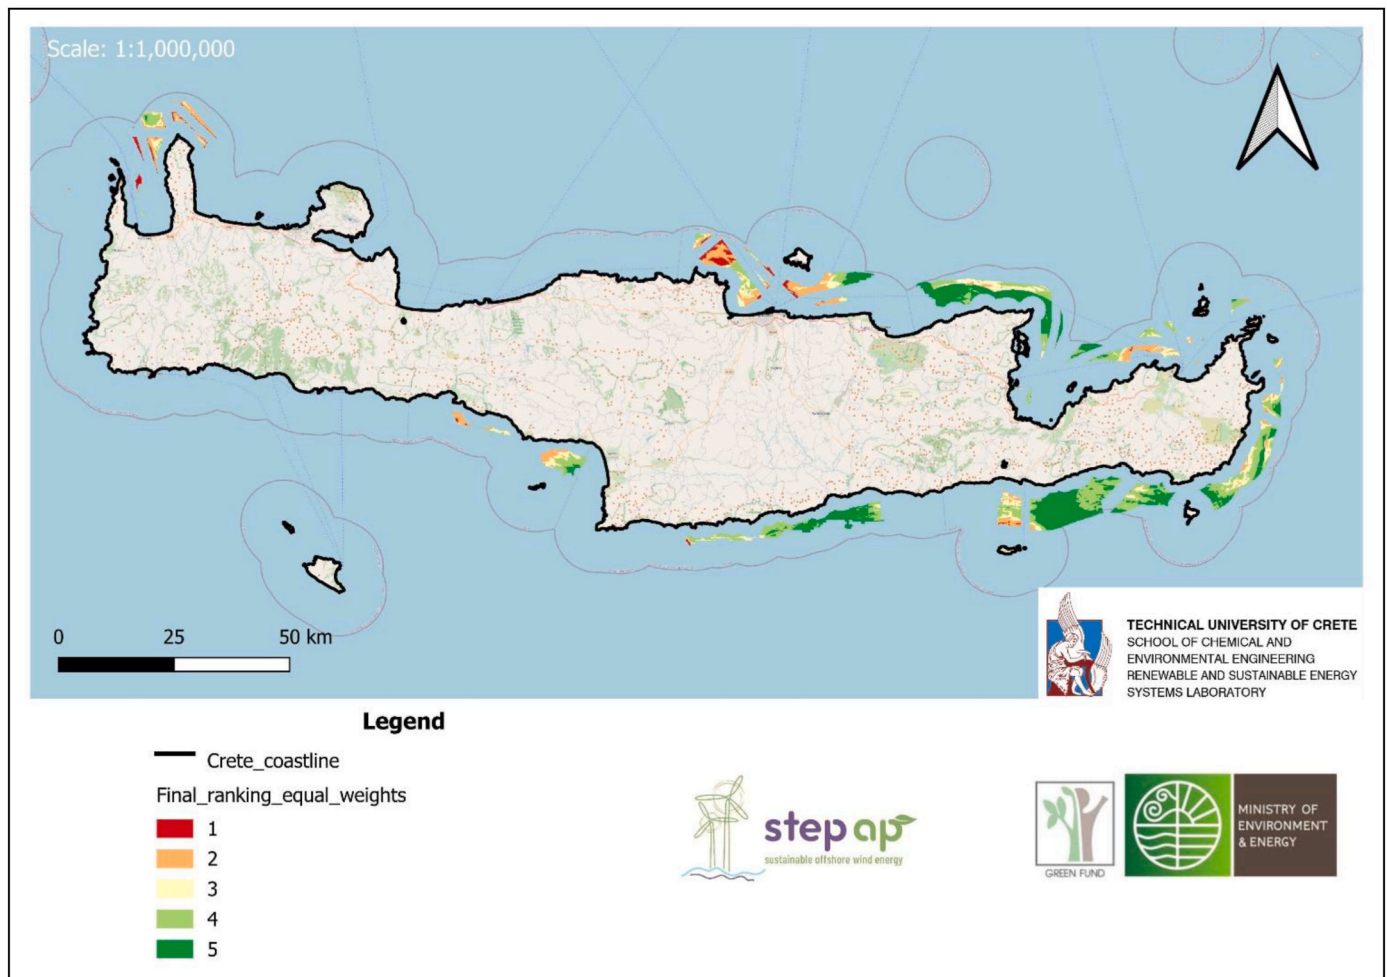 Scale: 1:1,000,000
0 25 50 km
TECHNICAL UNIVERSITY OF CRETE
SCHOOL OF CHEMICAL AND
ENVIRONMENTAL ENGINEERING
RENEWABLE AND SUSTAINABLE ENERGY
SYSTEMS LABORATORY
Legend
Crete_coastline
Final_ranking_equal_weights
1
2
3
4
5
step ap
sustainable offshore wind energy
GREEN FUND
MINISTRY OF
ENVIRONMENT
& ENERGY